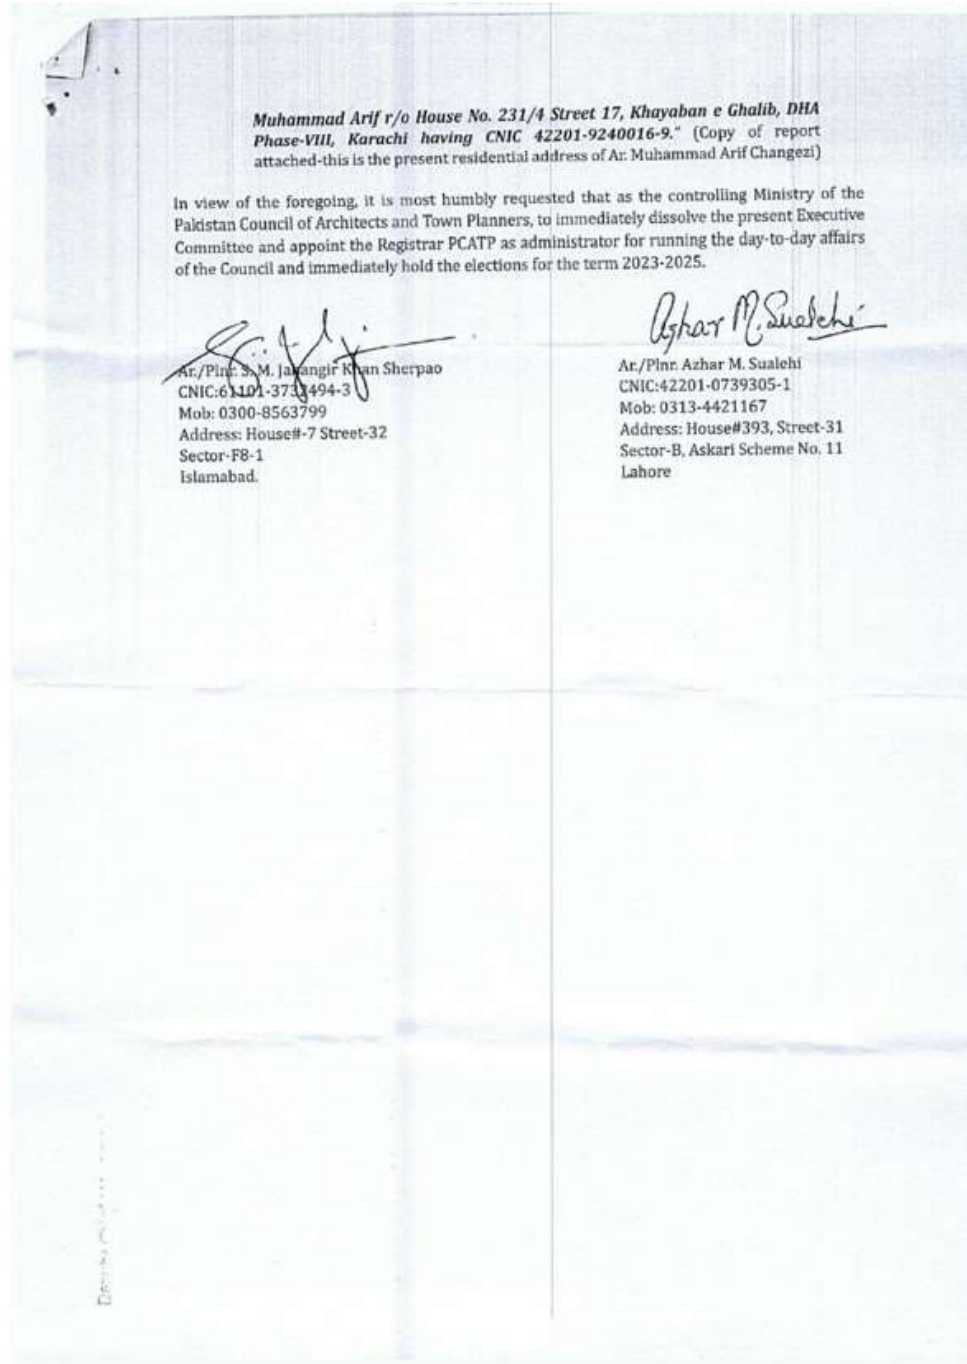 Muhammad Arif r/o House No. 231/4 Street 17, Khayaban e Ghalib, DHA
Phase-VIII, Karachi having CNIC 42201-9240016-9." (Copy of report
attached-this is the present residential address of Ar. Muhammad Arif Changezi)
In view of the foregoing, it is most humbly requested that as the controlling Ministry of the
Pakistan Council of Architects and Town Planners, to immediately dissolve the present Executive
Committee and appoint the Registrar PCATP as administrator for running the day-to-day affairs
of the Council and immediately hold the elections for the term 2023-2025.
Ar./Plnr. S. M. Jahangir Khan Sherpao
CNIC:61101-3733494-3
Mob: 0300-8563799
Address: House#-7 Street-32
Sector-F8-1
Islamabad.
Azhar M. Sualehi
Ar./Plnr. Azhar M. Sualehi
CNIC:42201-0739305-1
Mob: 0313-4421167
Address: House#393, Street-31
Sector-B, Askari Scheme No. 11
Lahore